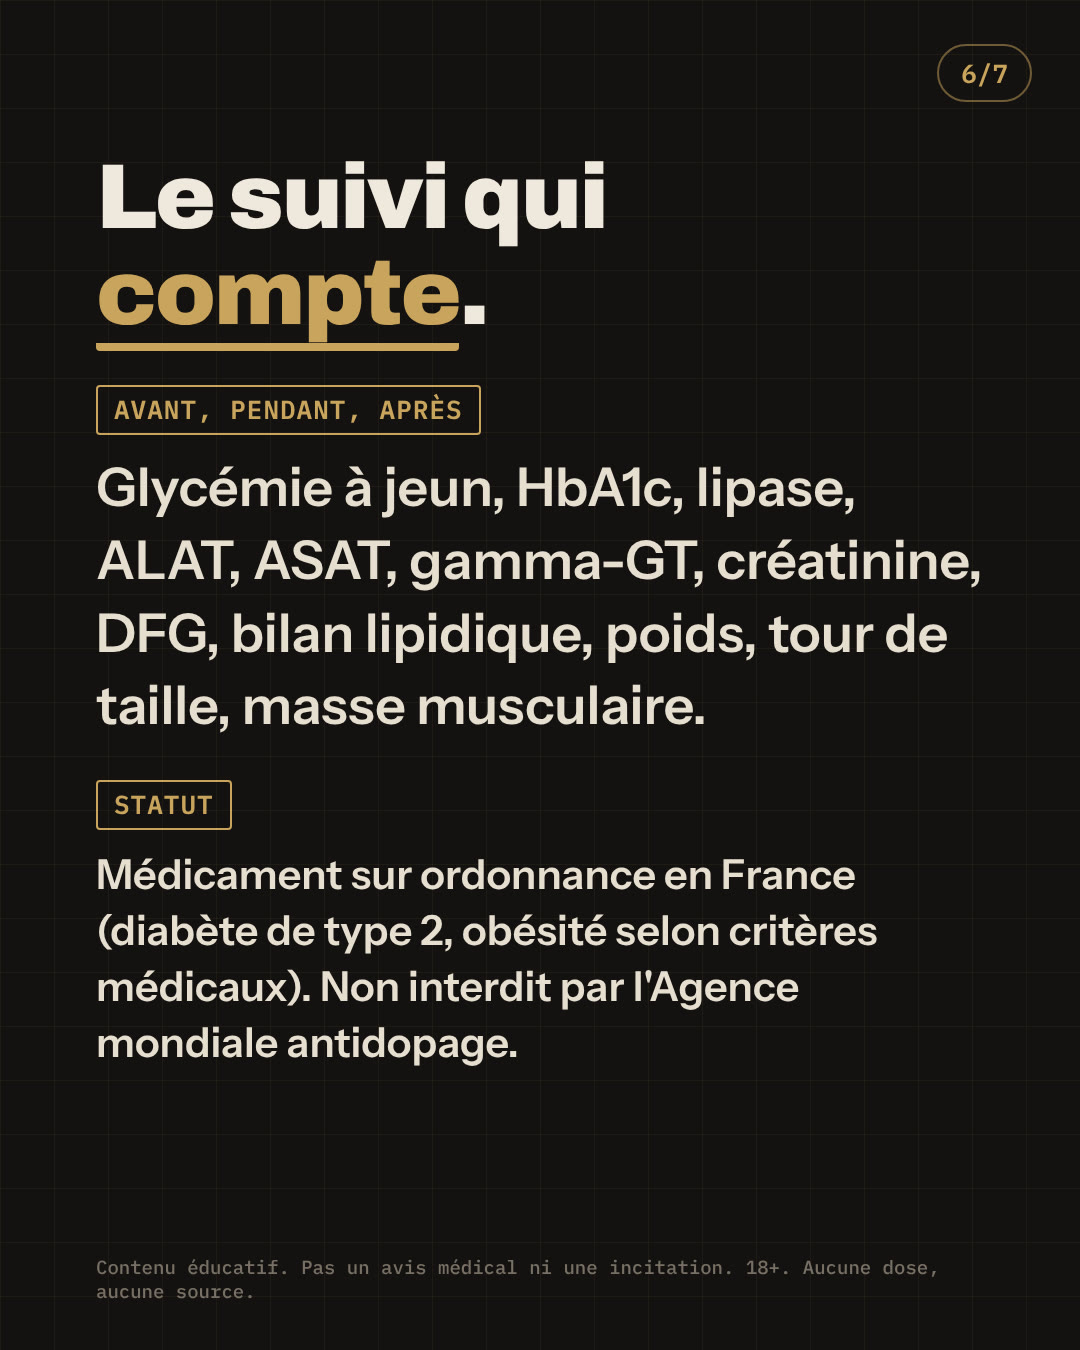 6/7
Le suivi qui
compte.
AVANT, PENDANT, APRÈS
Glycémie à jeun, HbA1c, lipase,
ALAT, ASAT, gamma-GT, créatinine,
DFG, bilan lipidique, poids, tour de
taille, masse musculaire.
STATUT
Médicament sur ordonnance en France
(diabète de type 2, obésité selon critères
médicaux). Non interdit par l'Agence
mondiale antidopage.
Contenu éducatif. Pas un avis médical ni une incitation. 18+. Aucune dose,
aucune source.